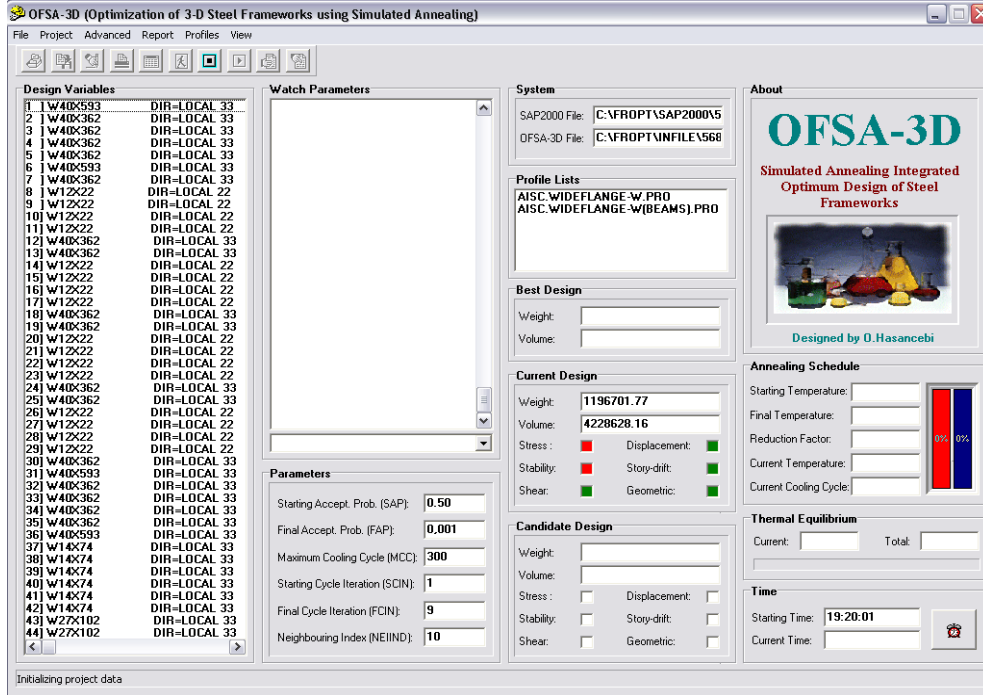 OFSA-3D (Optimization of 3-D Steel Frameworks using Simulated Annealing)
File Project Advanced Report Profiles View
Design Variables
1 ] W40X593 DIR=LOCAL 33
2 ] W40X362 DIR=LOCAL 33
3 ] W40X362 DIR=LOCAL 33
4 ] W40X362 DIR=LOCAL 33
5 ] W40X362 DIR=LOCAL 33
6 ] W40X593 DIR=LOCAL 33
7 ] W40X362 DIR=LOCAL 33
8 ] W12X22 DIR=LOCAL 22
9 ] W12X22 DIR=LOCAL 22
10] W12X22 DIR=LOCAL 22
11] W12X22 DIR=LOCAL 22
12] W40X362 DIR=LOCAL 33
13] W40X362 DIR=LOCAL 33
14] W12X22 DIR=LOCAL 22
15] W12X22 DIR=LOCAL 22
16] W12X22 DIR=LOCAL 22
17] W12X22 DIR=LOCAL 22
18] W40X362 DIR=LOCAL 33
19] W40X362 DIR=LOCAL 33
20] W12X22 DIR=LOCAL 22
21] W12X22 DIR=LOCAL 22
22] W12X22 DIR=LOCAL 22
23] W12X22 DIR=LOCAL 22
24] W40X362 DIR=LOCAL 33
25] W40X362 DIR=LOCAL 33
26] W12X22 DIR=LOCAL 22
27] W12X22 DIR=LOCAL 22
28] W12X22 DIR=LOCAL 22
29] W12X22 DIR=LOCAL 22
30] W40X362 DIR=LOCAL 33
31] W40X593 DIR=LOCAL 33
32] W40X362 DIR=LOCAL 33
33] W40X362 DIR=LOCAL 33
34] W40X362 DIR=LOCAL 33
35] W40X362 DIR=LOCAL 33
36] W40X593 DIR=LOCAL 33
37] W14X74 DIR=LOCAL 33
38] W14X74 DIR=LOCAL 33
39] W14X74 DIR=LOCAL 33
40] W14X74 DIR=LOCAL 33
41] W14X74 DIR=LOCAL 33
42] W14X74 DIR=LOCAL 33
43] W27X102 DIR=LOCAL 33
44] W27X102 DIR=LOCAL 33
Watch Parameters
Parameters
Starting Accept. Prob. (SAP): 0.50
Final Accept. Prob. (FAP): 0,001
Maximum Cooling Cycle (MCC): 300
Starting Cycle Iteration (SCIN): 1
Final Cycle Iteration (FCIN): 9
Neighbouring Index (NEIIND): 10
System
SAP2000 File: C:\FROPT\SAP2000\5
OFSA-3D File: C:\FROPT\INFILE\568
Profile Lists
AISC.WIDEFLANGE-W.PRO
AISC.WIDEFLANGE-W(BEAMS).PRO
Best Design
Weight:
Volume:
Current Design
Weight: 1196701.77
Volume: 4228628.16
Stress : Displacement:
Stability: Story-drift:
Shear: Geometric:
Candidate Design
Weight:
Volume:
Stress : Displacement:
Stability: Story-drift:
Shear: Geometric:
About
OFSA-3D
Simulated Annealing Integrated
Optimum Design of Steel
Frameworks
Designed by O.Hasancebi
Annealing Schedule
Starting Temperature:
Final Temperature:
Reduction Factor:
Current Temperature:
Current Cooling Cycle:
0% 0%
Thermal Equilibrium
Current: Total:
Time
Starting Time: 19:20:01
Current Time:
Initializing project data